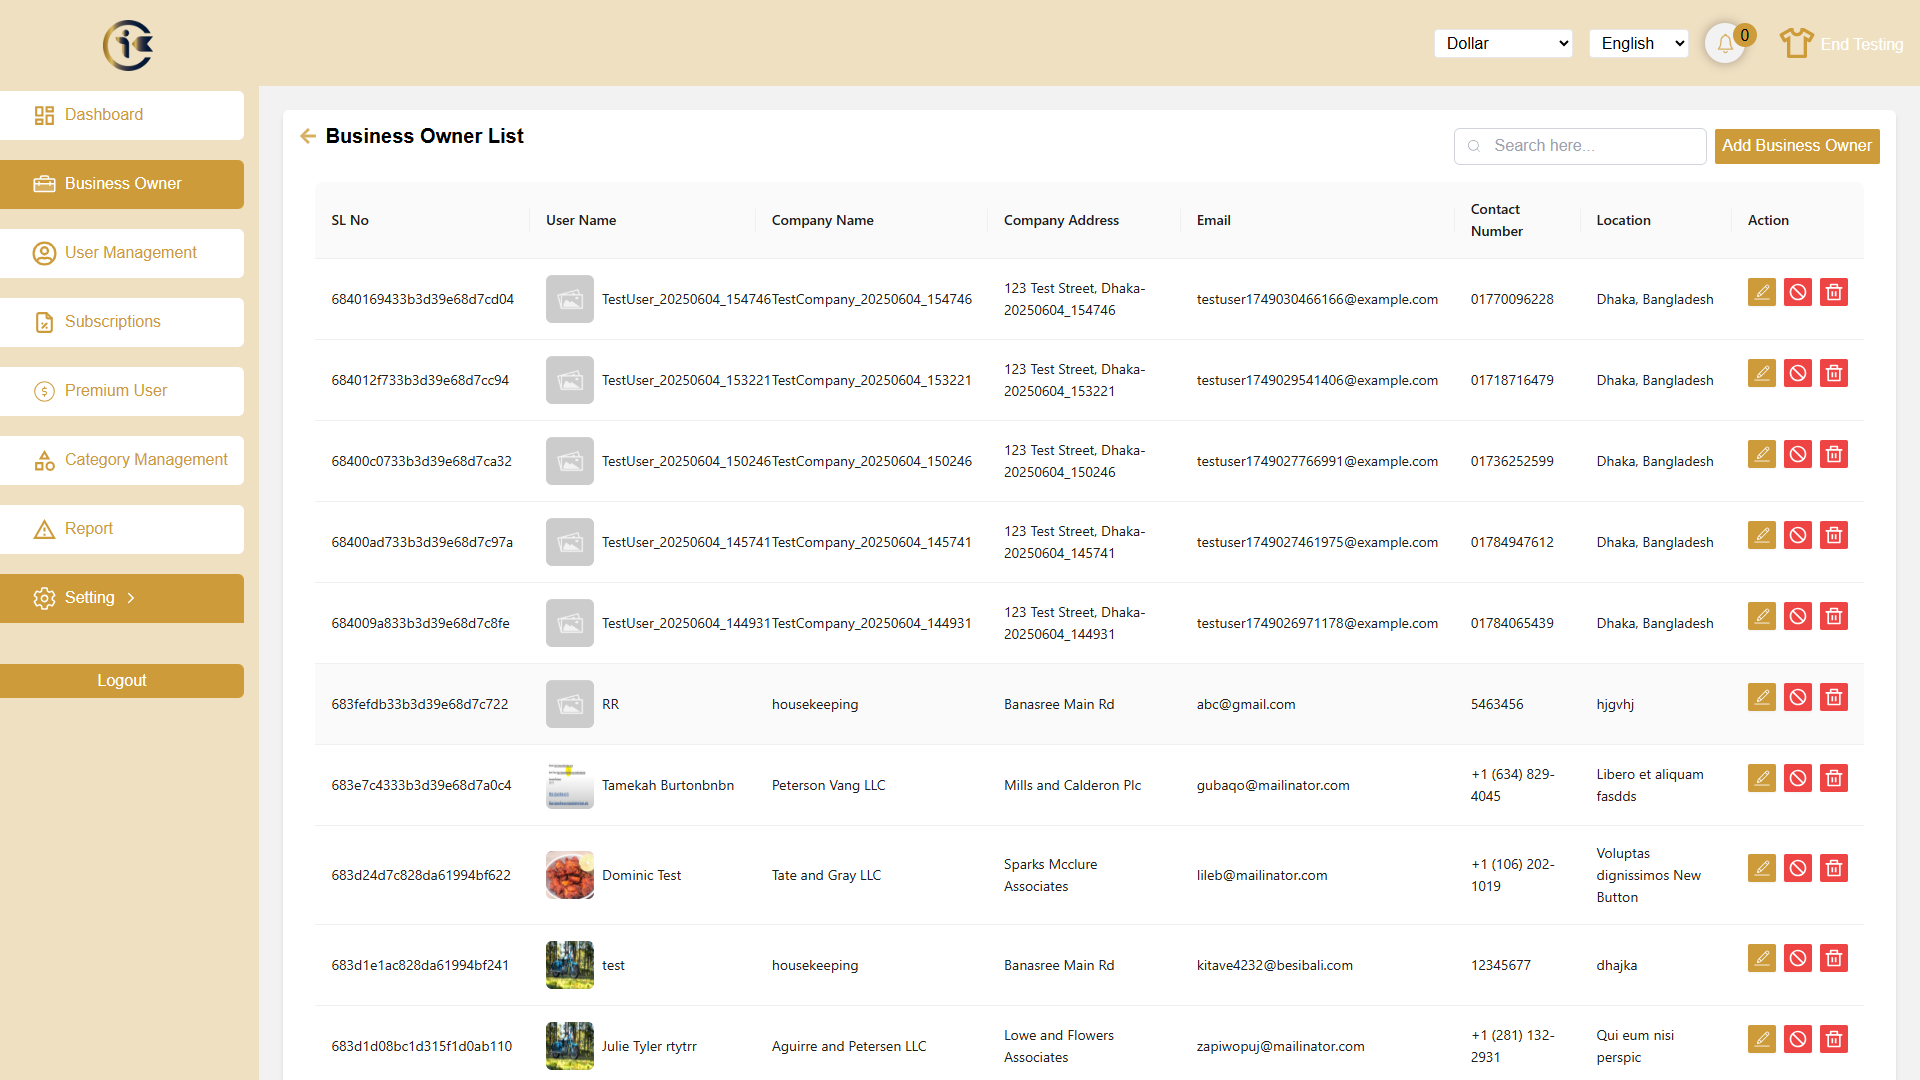 Dollar
English
0
End Testing
Dashboard
Business Owner
User Management
Subscriptions
Premium User
Category Management
Report
Setting
Logout
Business Owner List
Search here...
Add Business Owner
SL No User Name Company Name Company Address Email Contact Number Location Action
6840169433b3d39e68d7cd04 TestUser_20250604_154746 TestCompany_20250604_154746 123 Test Street, Dhaka-20250604_154746 testuser1749030466166@example.com 01770096228 Dhaka, Bangladesh
684012f733b3d39e68d7cc94 TestUser_20250604_153221 TestCompany_20250604_153221 123 Test Street, Dhaka-20250604_153221 testuser1749029541406@example.com 01718716479 Dhaka, Bangladesh
68400c0733b3d39e68d7ca32 TestUser_20250604_150246 TestCompany_20250604_150246 123 Test Street, Dhaka-20250604_150246 testuser1749027766991@example.com 01736252599 Dhaka, Bangladesh
68400ad733b3d39e68d7c97a TestUser_20250604_145741 TestCompany_20250604_145741 123 Test Street, Dhaka-20250604_145741 testuser1749027461975@example.com 01784947612 Dhaka, Bangladesh
684009a833b3d39e68d7c8fe TestUser_20250604_144931 TestCompany_20250604_144931 123 Test Street, Dhaka-20250604_144931 testuser1749026971178@example.com 01784065439 Dhaka, Bangladesh
683fefdb33b3d39e68d7c722 RR housekeeping Banasree Main Rd abc@gmail.com 5463456 hjgvhj
683e7c4333b3d39e68d7a0c4 Tamekah Burtonbnbn Peterson Vang LLC Mills and Calderon Plc gubaqo@mailinator.com +1 (634) 829-4045 Libero et aliquam fasdds
683d24d7c828da61994bf622 Dominic Test Tate and Gray LLC Sparks Mcclure Associates lileb@mailinator.com +1 (106) 202-1019 Voluptas dignissimos New Button
683d1e1ac828da61994bf241 test housekeeping Banasree Main Rd kitave4232@besibali.com 12345677 dhajka
683d1d08bc1d315f1d0ab110 Julie Tyler rtytrr Aguirre and Petersen LLC Lowe and Flowers Associates zapiwopuj@mailinator.com +1 (281) 132-2931 Qui eum nisi perspic